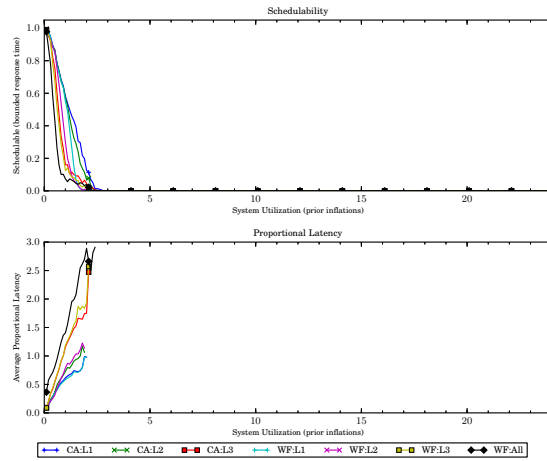 Schedulability
Schedulable (bounded response time)
1.0
0.8
0.6
0.4
0.2
0.0
0 5 10 15 20
System Utilization (prior inflations)
Proportional Latency
Average Proportional Latency
3.0
2.5
2.0
1.5
1.0
0.5
0.0
0 5 10 15 20
System Utilization (prior inflations)
CA:L1 CA:L2 CA:L3 WF:L1 WF:L2 WF:L3 WF:All